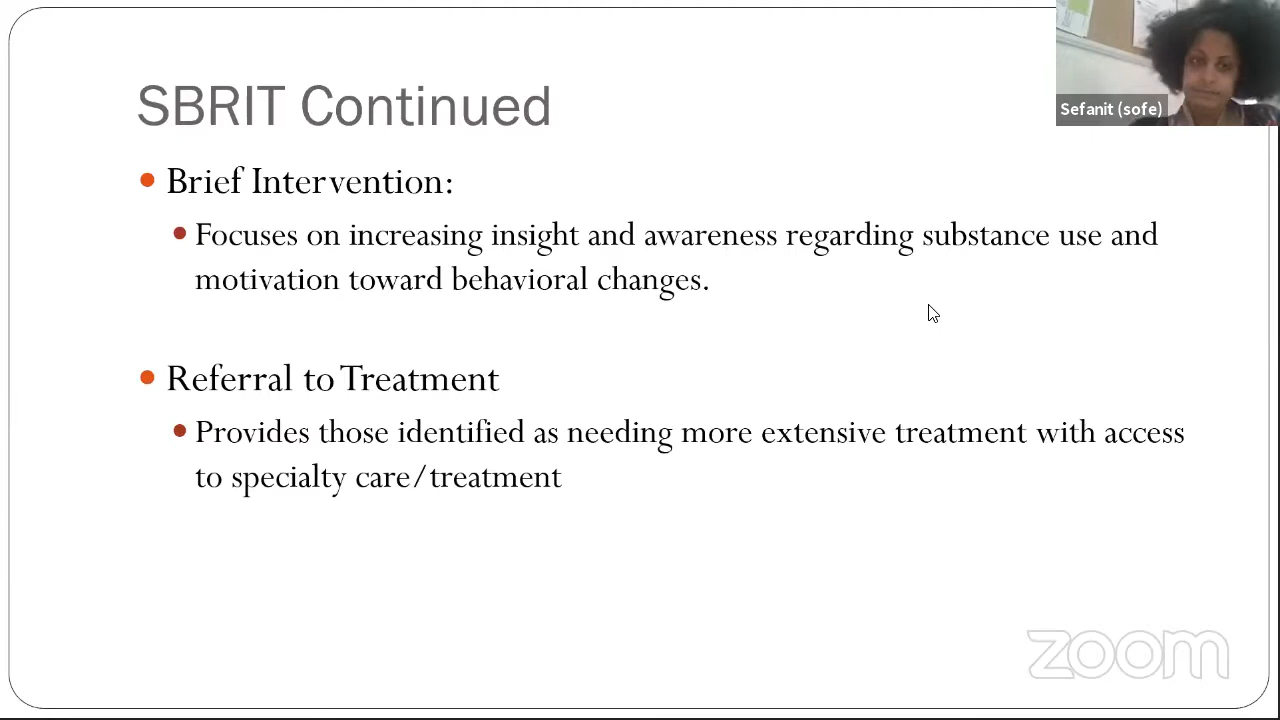 SBRIT Continued
Sefanit (sofe)
Brief Intervention:
Focuses on increasing insight and awareness regarding substance use and
motivation toward behavioral changes.
Referral to Treatment
Provides those identified as needing more extensive treatment with access
to specialty care/treatment
zoom